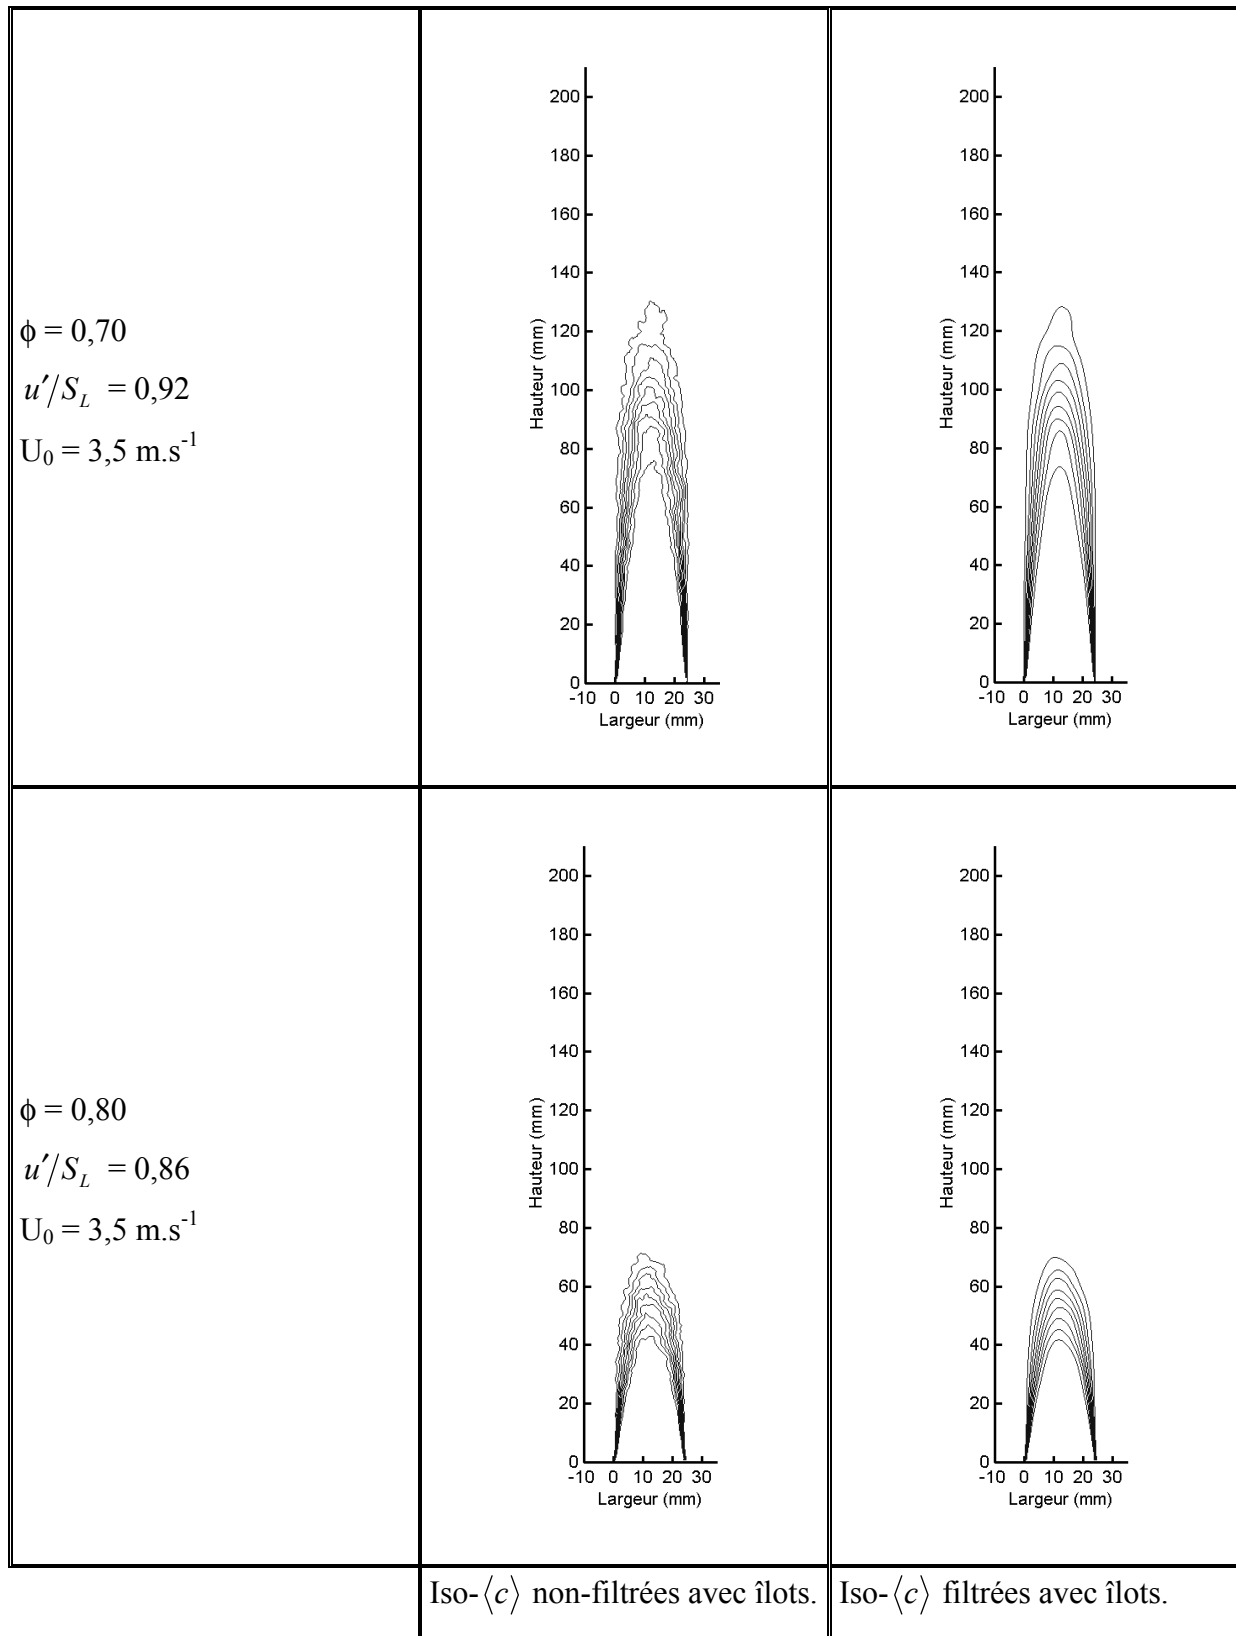 ϕ = 0,70
u′/S_L = 0,92
U₀ = 3,5 m.s⁻¹
200
180
160
140
120
100
80
60
40
20
0
Hauteur (mm)
-10 0 10 20 30
Largeur (mm)
200
180
160
140
120
100
80
60
40
20
0
Hauteur (mm)
-10 0 10 20 30
Largeur (mm)
ϕ = 0,80
u′/S_L = 0,86
U₀ = 3,5 m.s⁻¹
200
180
160
140
120
100
80
60
40
20
0
Hauteur (mm)
-10 0 10 20 30
Largeur (mm)
200
180
160
140
120
100
80
60
40
20
0
Hauteur (mm)
-10 0 10 20 30
Largeur (mm)
Iso-⟨c⟩ non-filtrées avec îlots.
Iso-⟨c⟩ filtrées avec îlots.